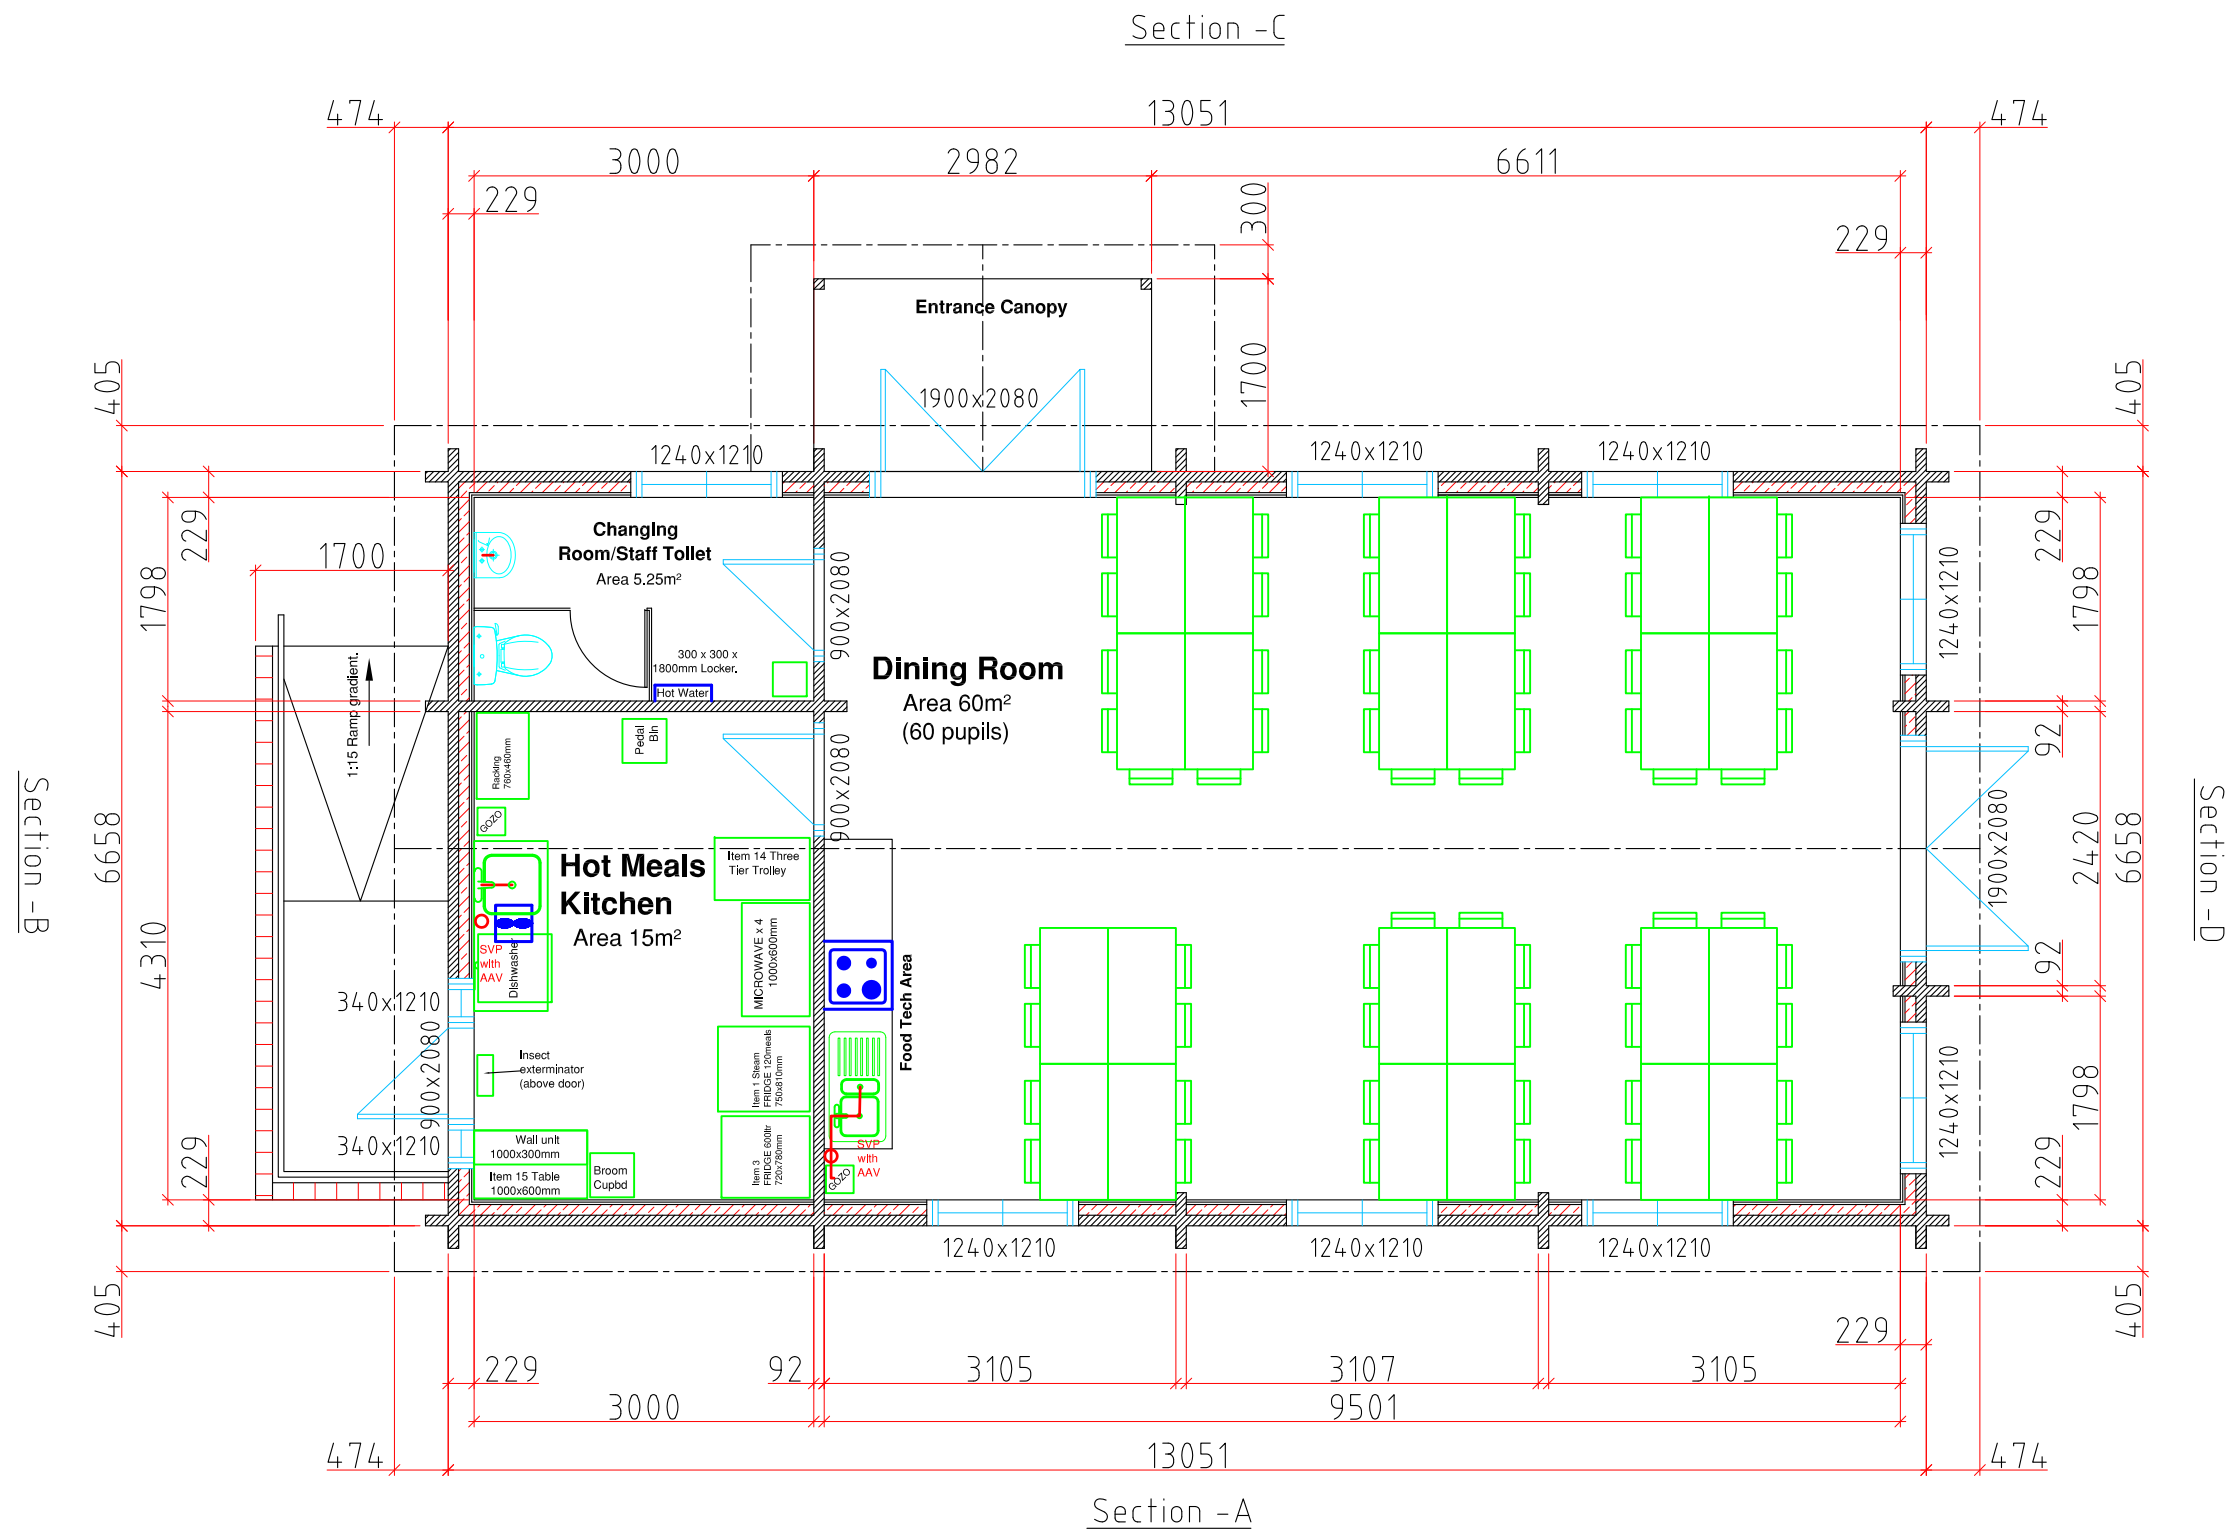 Section -C
474
13051
474
3000
2982
6611
229
300
229
Entrance Canopy
1700
405
405
1900x2080
1240x1210
1240x1210
1240x1210
229
1700
1798
Changing
Room/Staff Toilet
Area 5.25m²
900x2080
300 x 300 x
1800mm Locker.
Hot Water
1:15 Ramp gradient.
Dining Room
Area 60m²
(60 pupils)
1240x1210
229
1798
92
Racking
760x460mm
Pedal
Bin
900x2080
GOZO
Hot Meals
Kitchen
Area 15m²
Item 14 Three
Tier Trolley
MICROWAVE x 4
1000x600mm
SVP
with
AAV
Dishwasher
Food Tech Area
Section -B
6658
4310
1900x2080
2420
6658
Section -D
92
340x1210
900x2080
340x1210
Insect
exterminator
(above door)
Item 1 Steam
FRIDGE 120meals
750x810mm
Item 3
FRIDGE 600ltr
720x780mm
Wall unit
1000x300mm
Item 15 Table
1000x600mm
Broom
Cupbd
SVP
with
AAV
GOZO
1240x1210
1798
229
229
1240x1210
1240x1210
1240x1210
405
405
229
229
92
3105
3107
3105
3000
9501
474
13051
474
Section -A